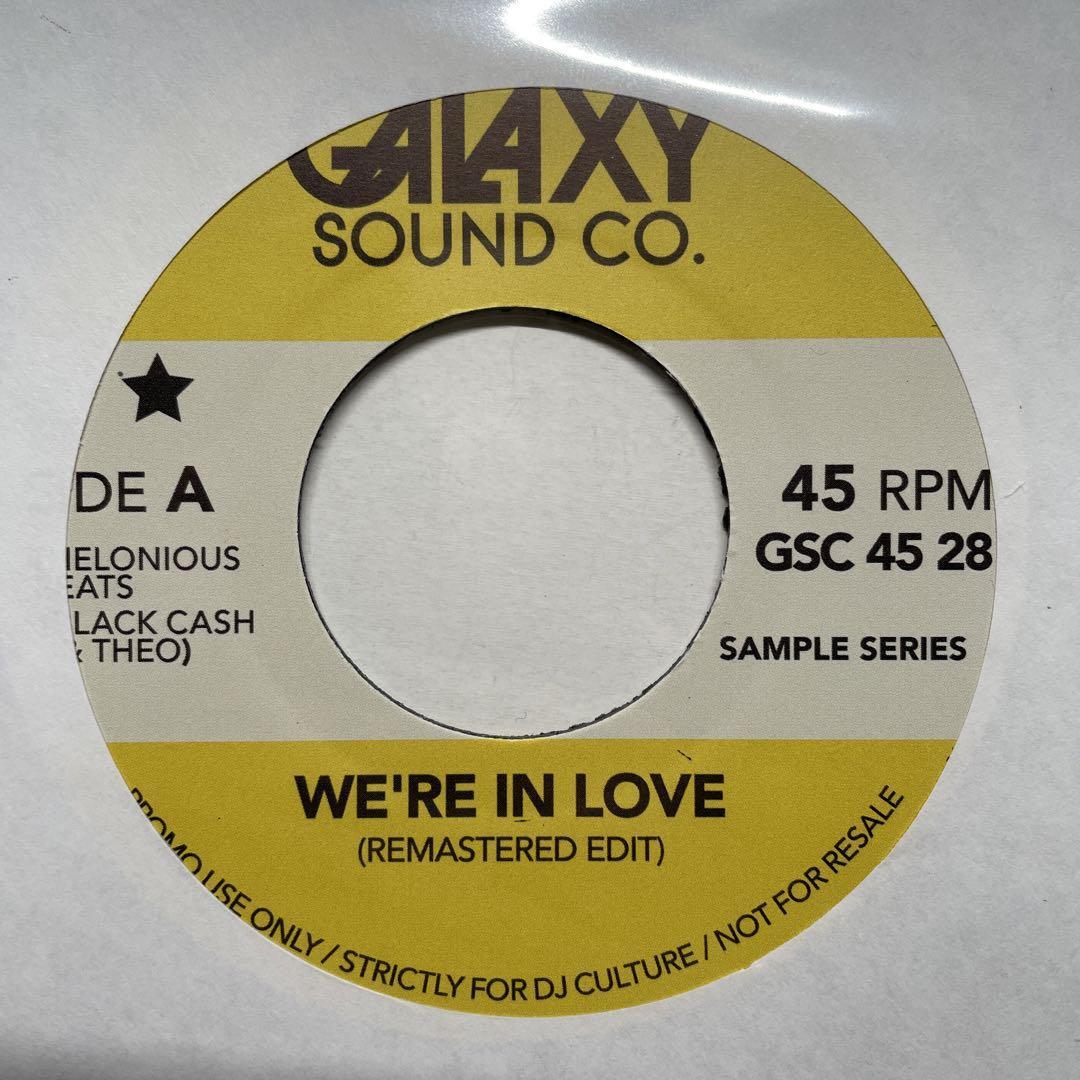 GALAXY
SOUND CO.
DE A
45 RPM
GSC 45 28
IELONIOUS
EATS
LACK CASH
& THEO)
SAMPLE SERIES
WE'RE IN LOVE
(REMASTERED EDIT)
PROMO USE ONLY / STRICTLY FOR DJ CULTURE / NOT FOR RESALE